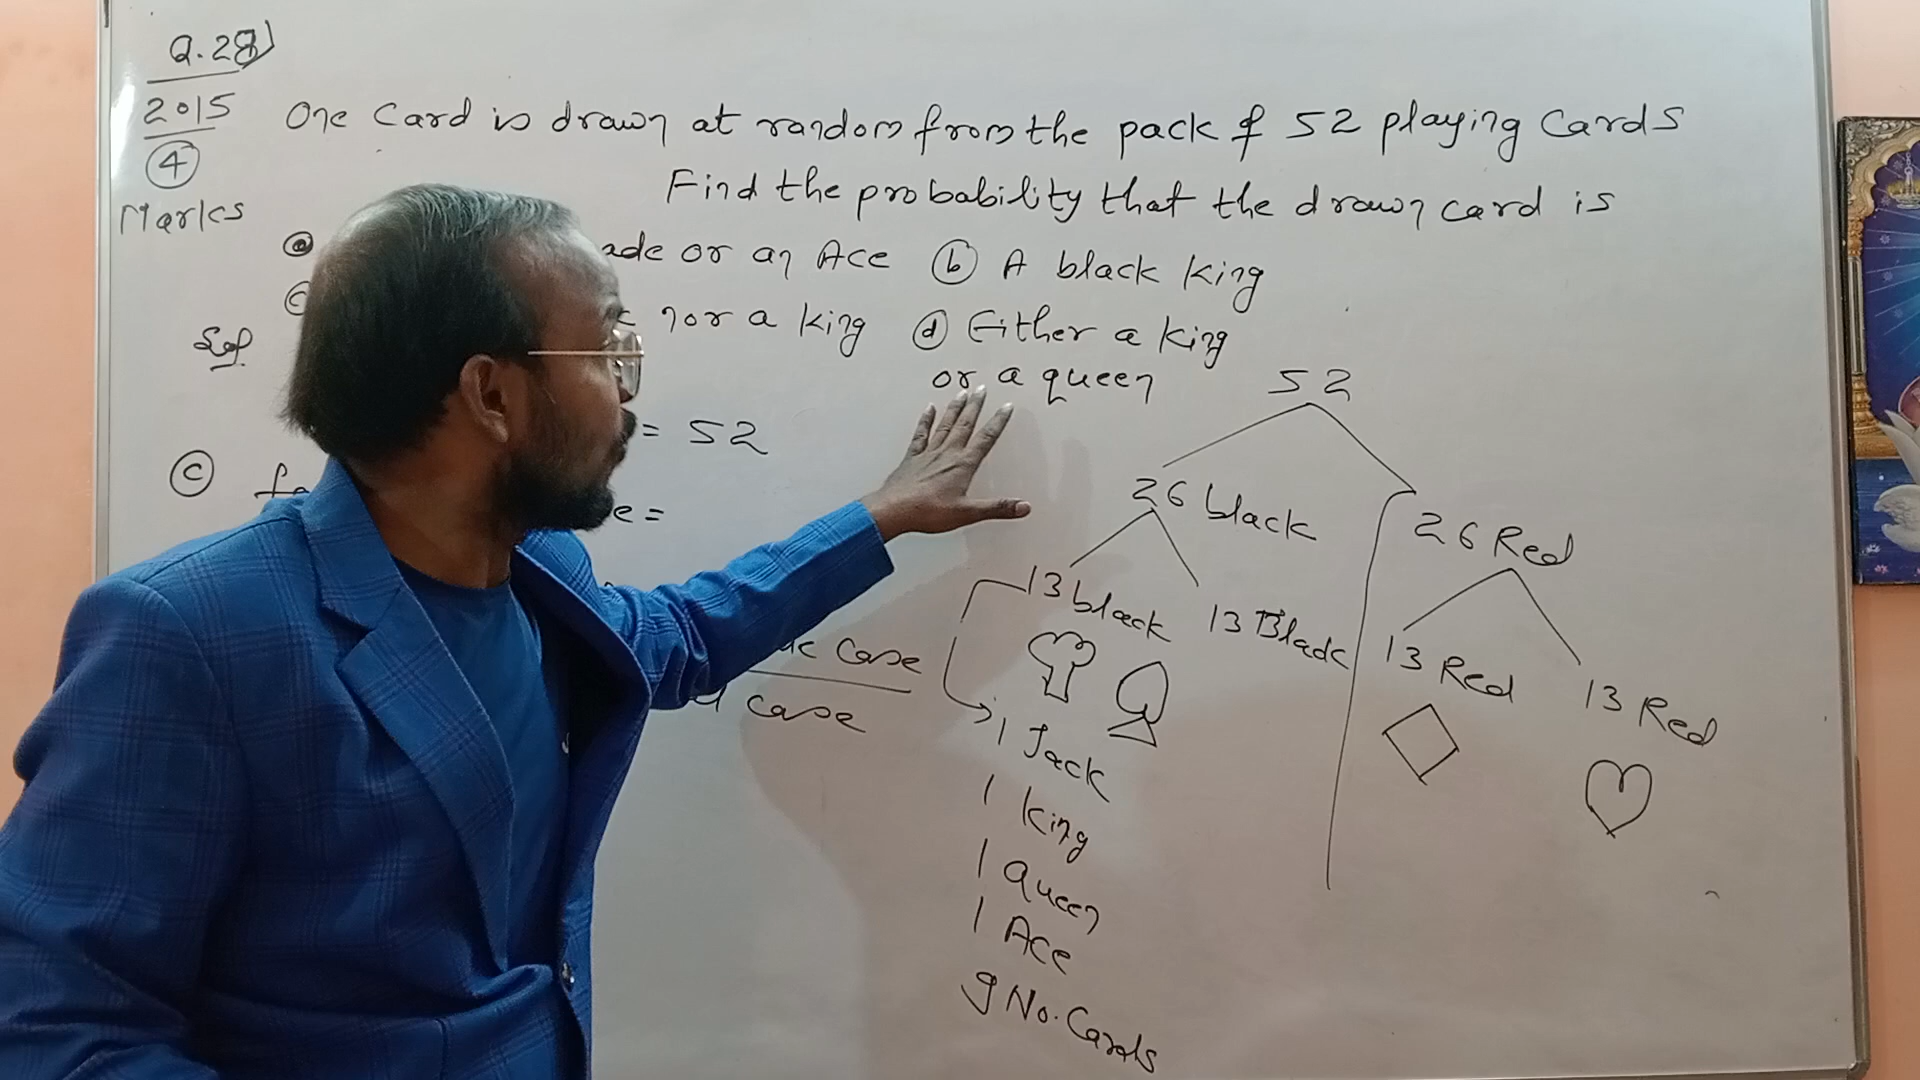 Q.28)
2015
4
Marks
One Card is drawn at random from the pack of 52 playing Cards
Find the probability that the drawn card is
a ade or an Ace b A black King
c nor a king d Either a king
or a queen
Sol
= 52
c
e =
Case
Case
52
26 black
26 Red
13 black
13 Black
13 Red
13 Red
1 Jack
1 King
1 Queen
1 Ace
9 No. Cards